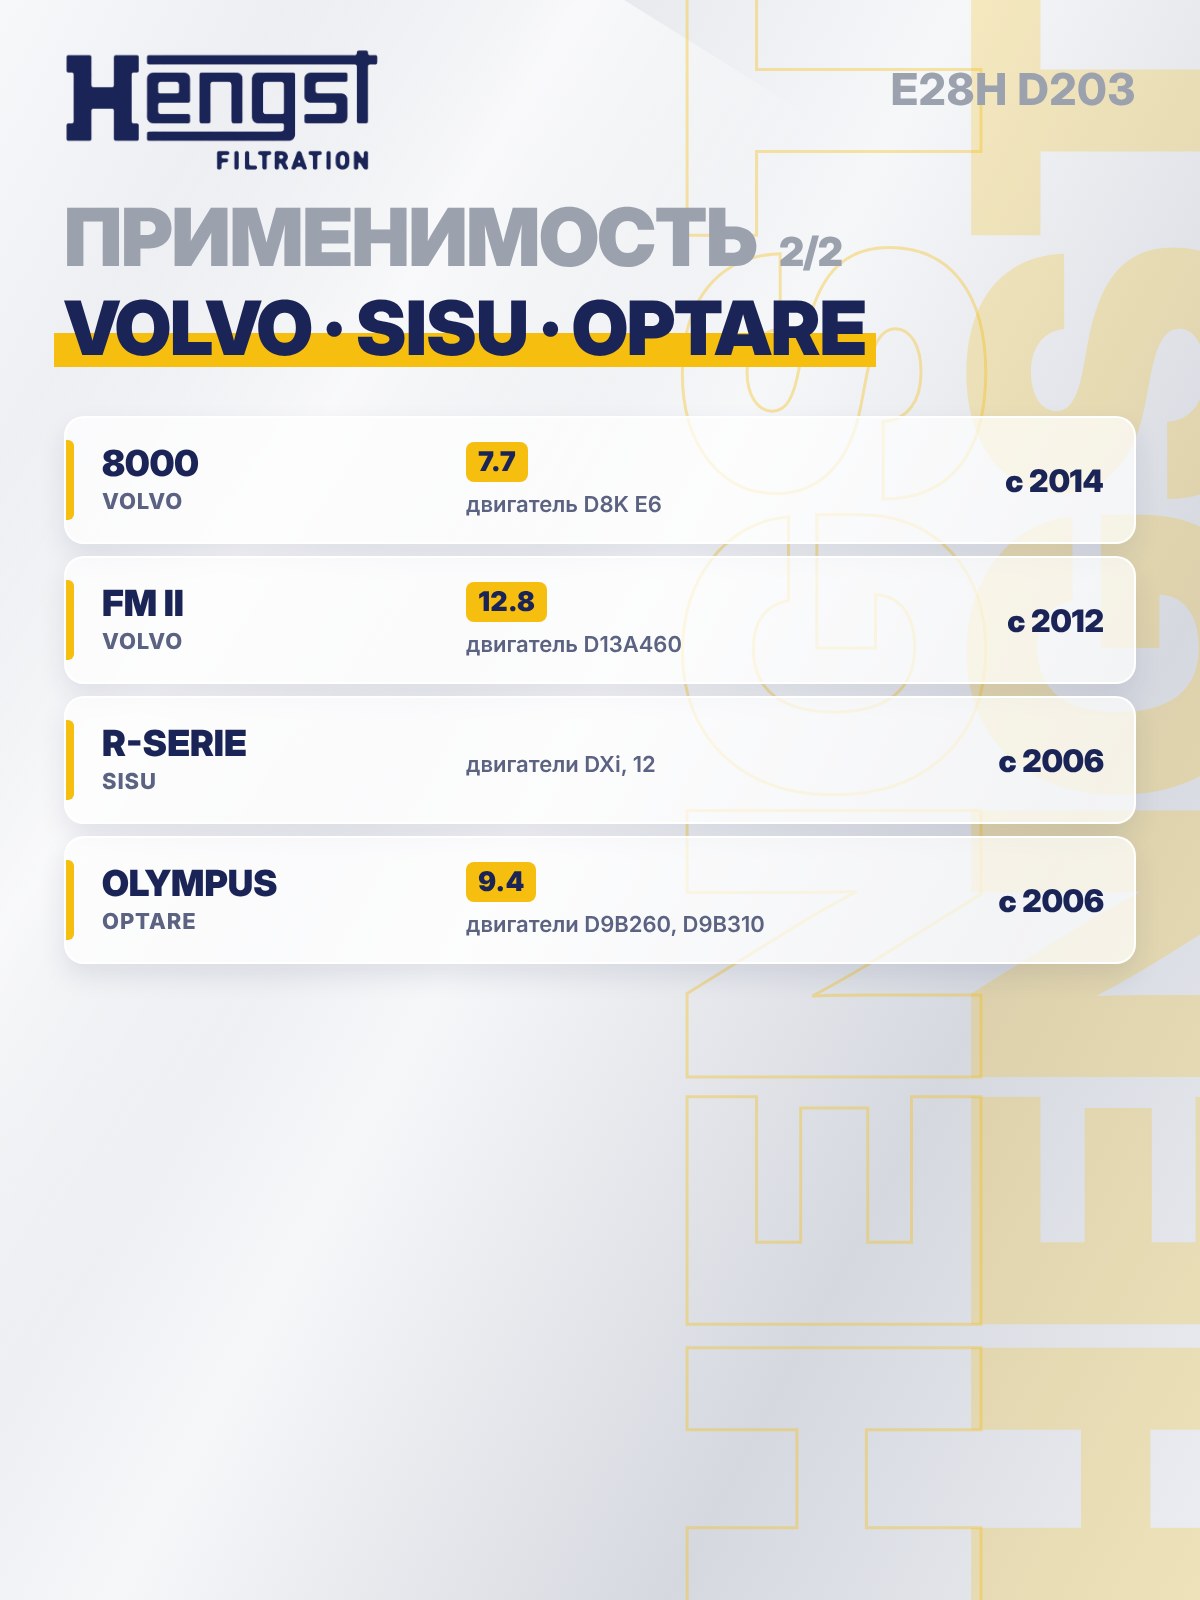 Hengst
FILTRATION
E28H D203
ПРИМЕНИМОСТЬ 2/2
VOLVO · SISU · OPTARE
8000
VOLVO
7.7
двигатель D8K E6
с 2014
FM II
VOLVO
12.8
двигатель D13A460
с 2012
R-SERIE
SISU
двигатели DXi, 12
с 2006
OLYMPUS
OPTARE
9.4
двигатели D9B260, D9B310
с 2006
HENGST
HENGST